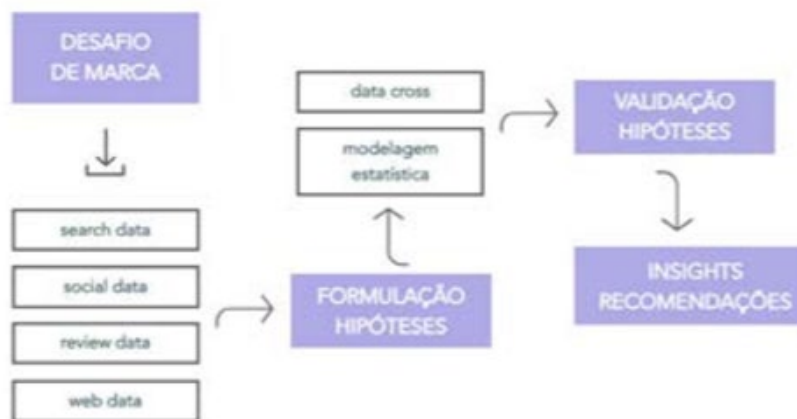 DESAFIO
DE MARCA
search data
social data
review data
web data
FORMULAÇÃO
HIPÓTESES
data cross
modelagem
estatística
VALIDAÇÃO
HIPÓTESES
INSIGHTS
RECOMENDAÇÕES